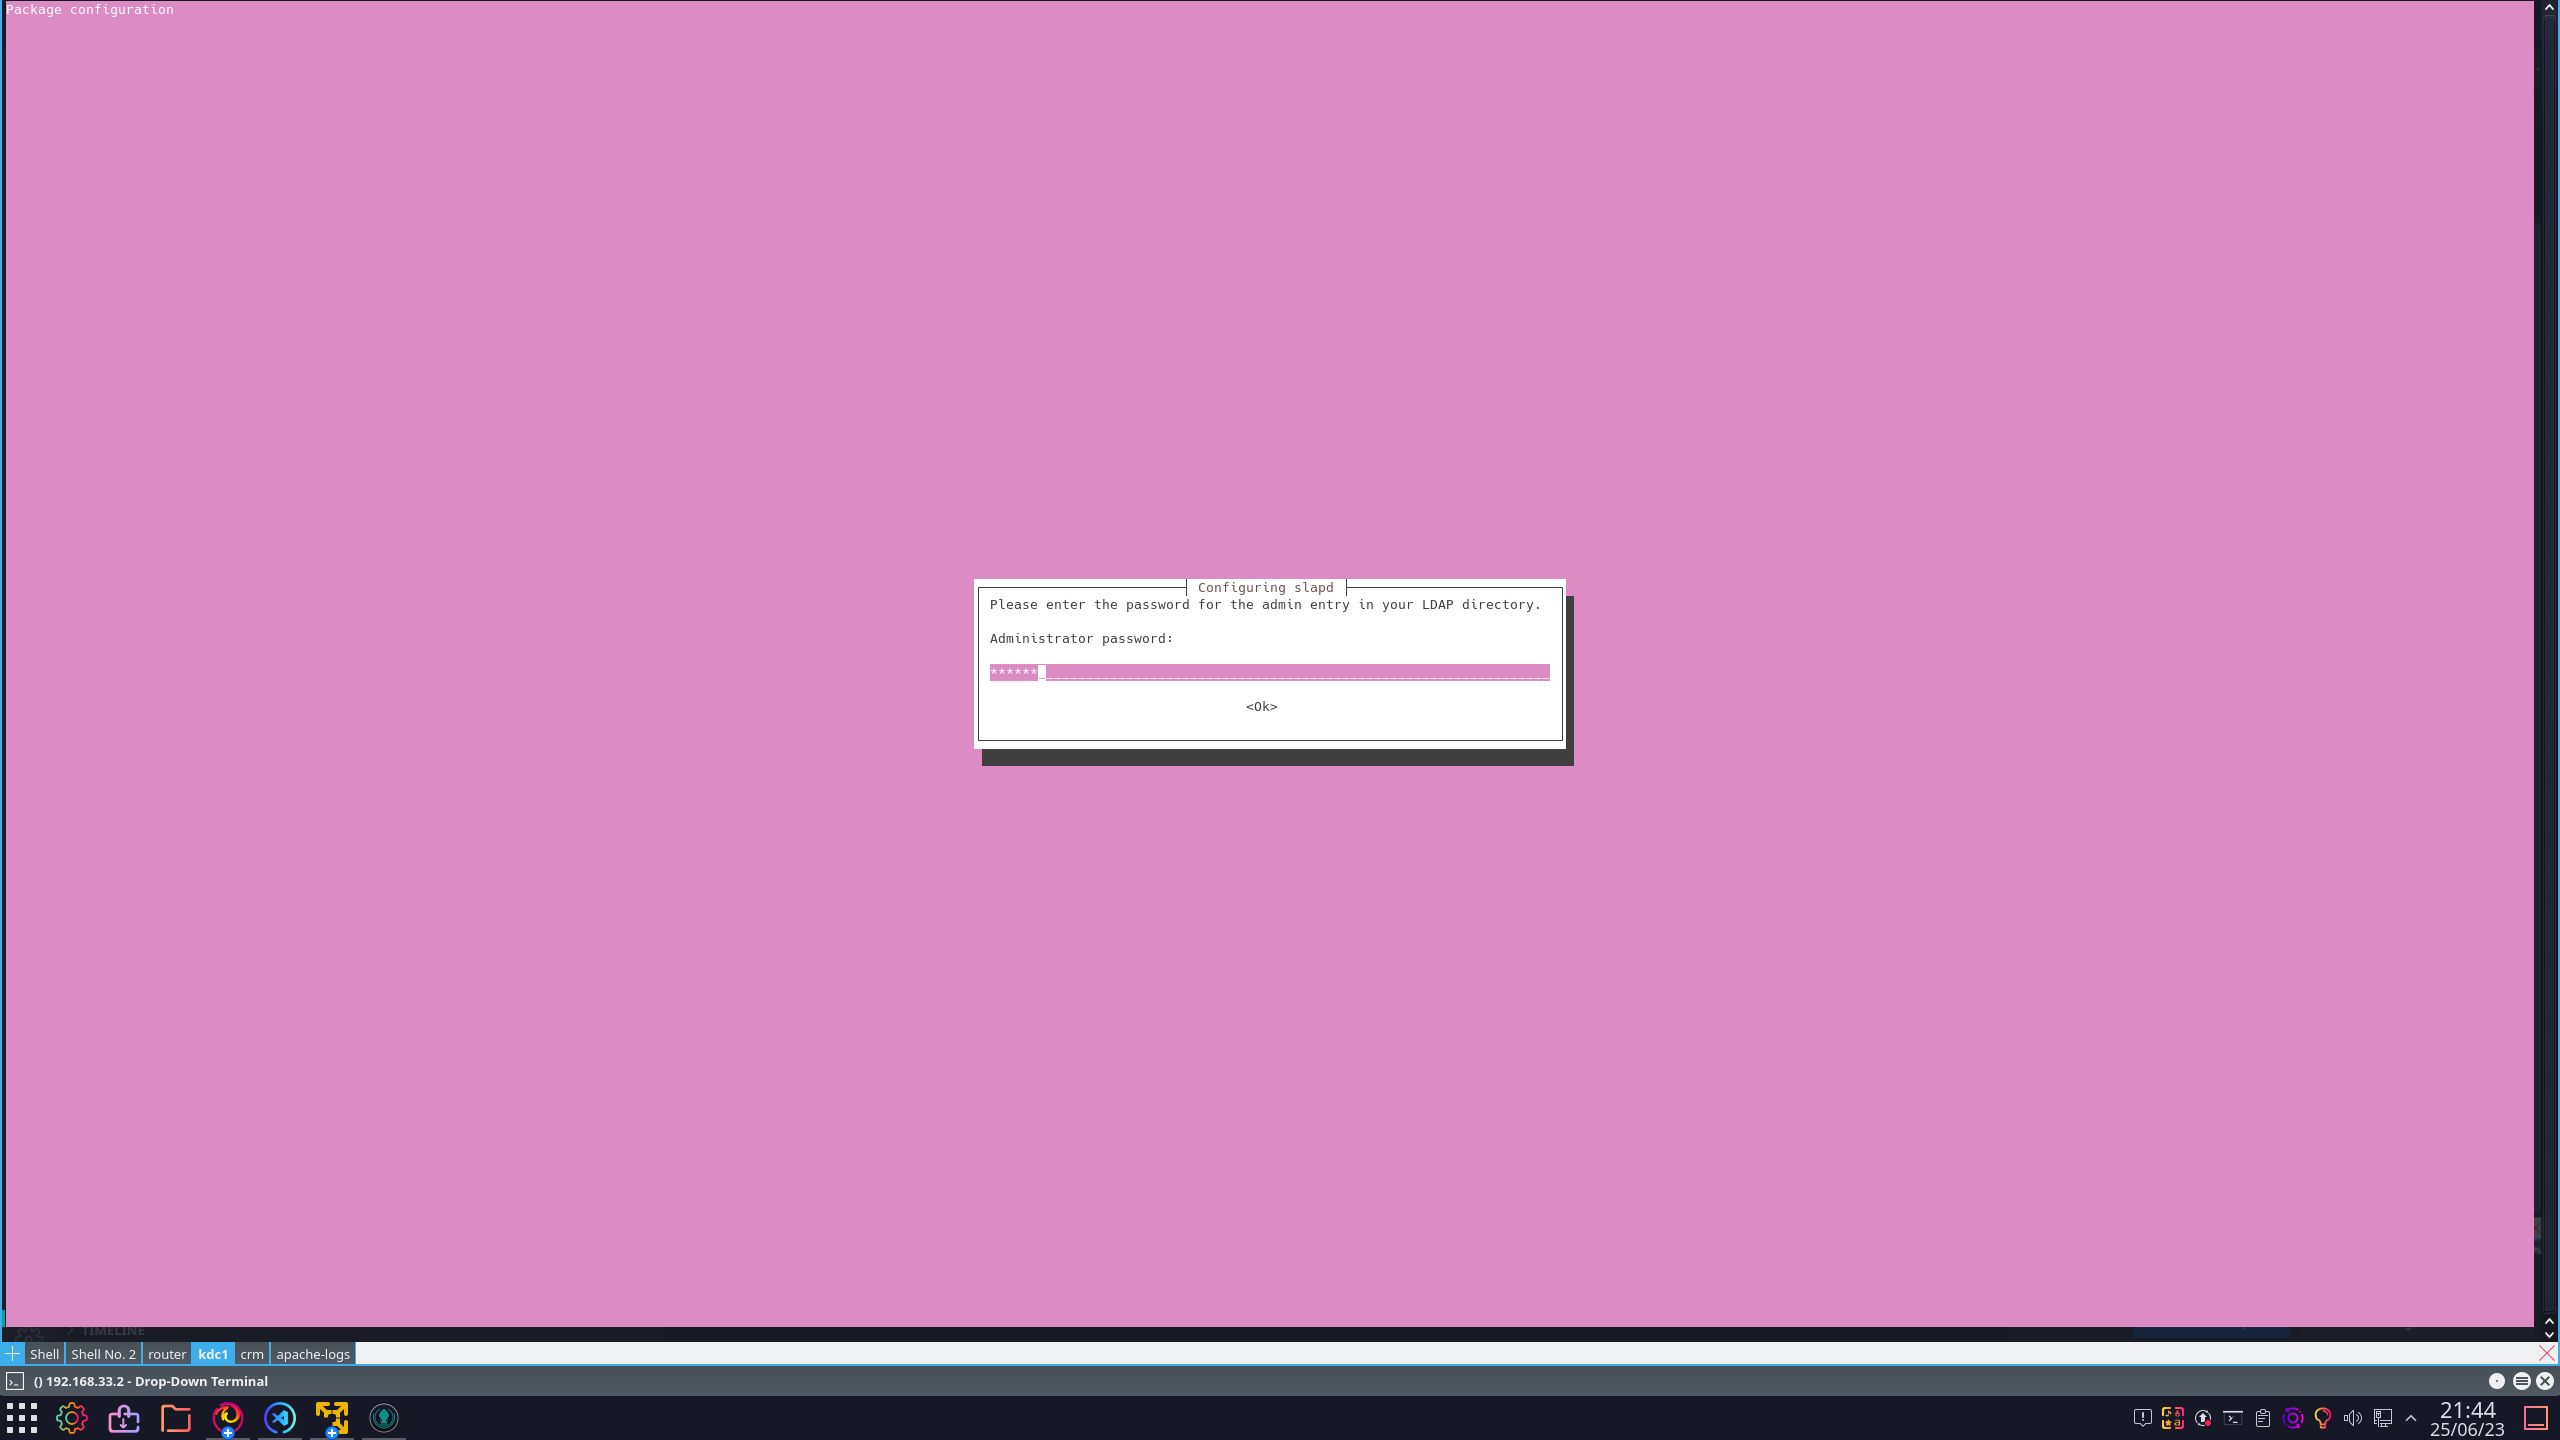 Package configuration
Configuring slapd
Please enter the password for the admin entry in your LDAP directory.
Administrator password:
******_______________________________________________________________
<Ok>
TIMELINE
Shell
Shell No. 2
router
kdc1
crm
apache-logs
() 192.168.33.2 - Drop-Down Terminal
21:44
25/06/23